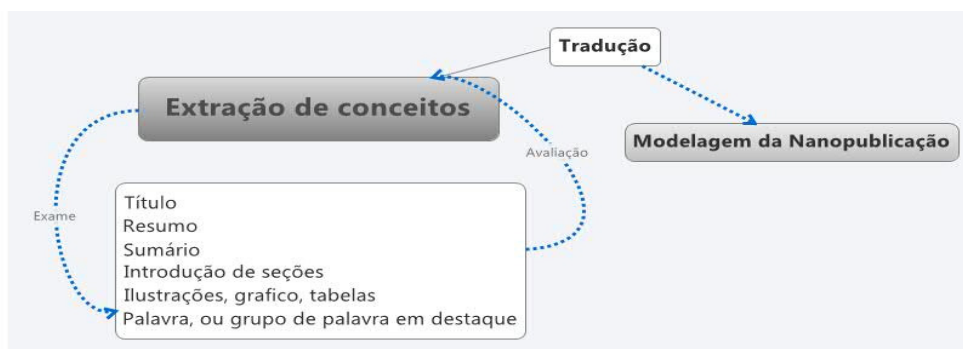 Tradução
Extração de conceitos
Modelagem da Nanopublicação
Avaliação
Exame
Título
Resumo
Sumário
Introdução de seções
Ilustrações, grafico, tabelas
Palavra, ou grupo de palavra em destaque